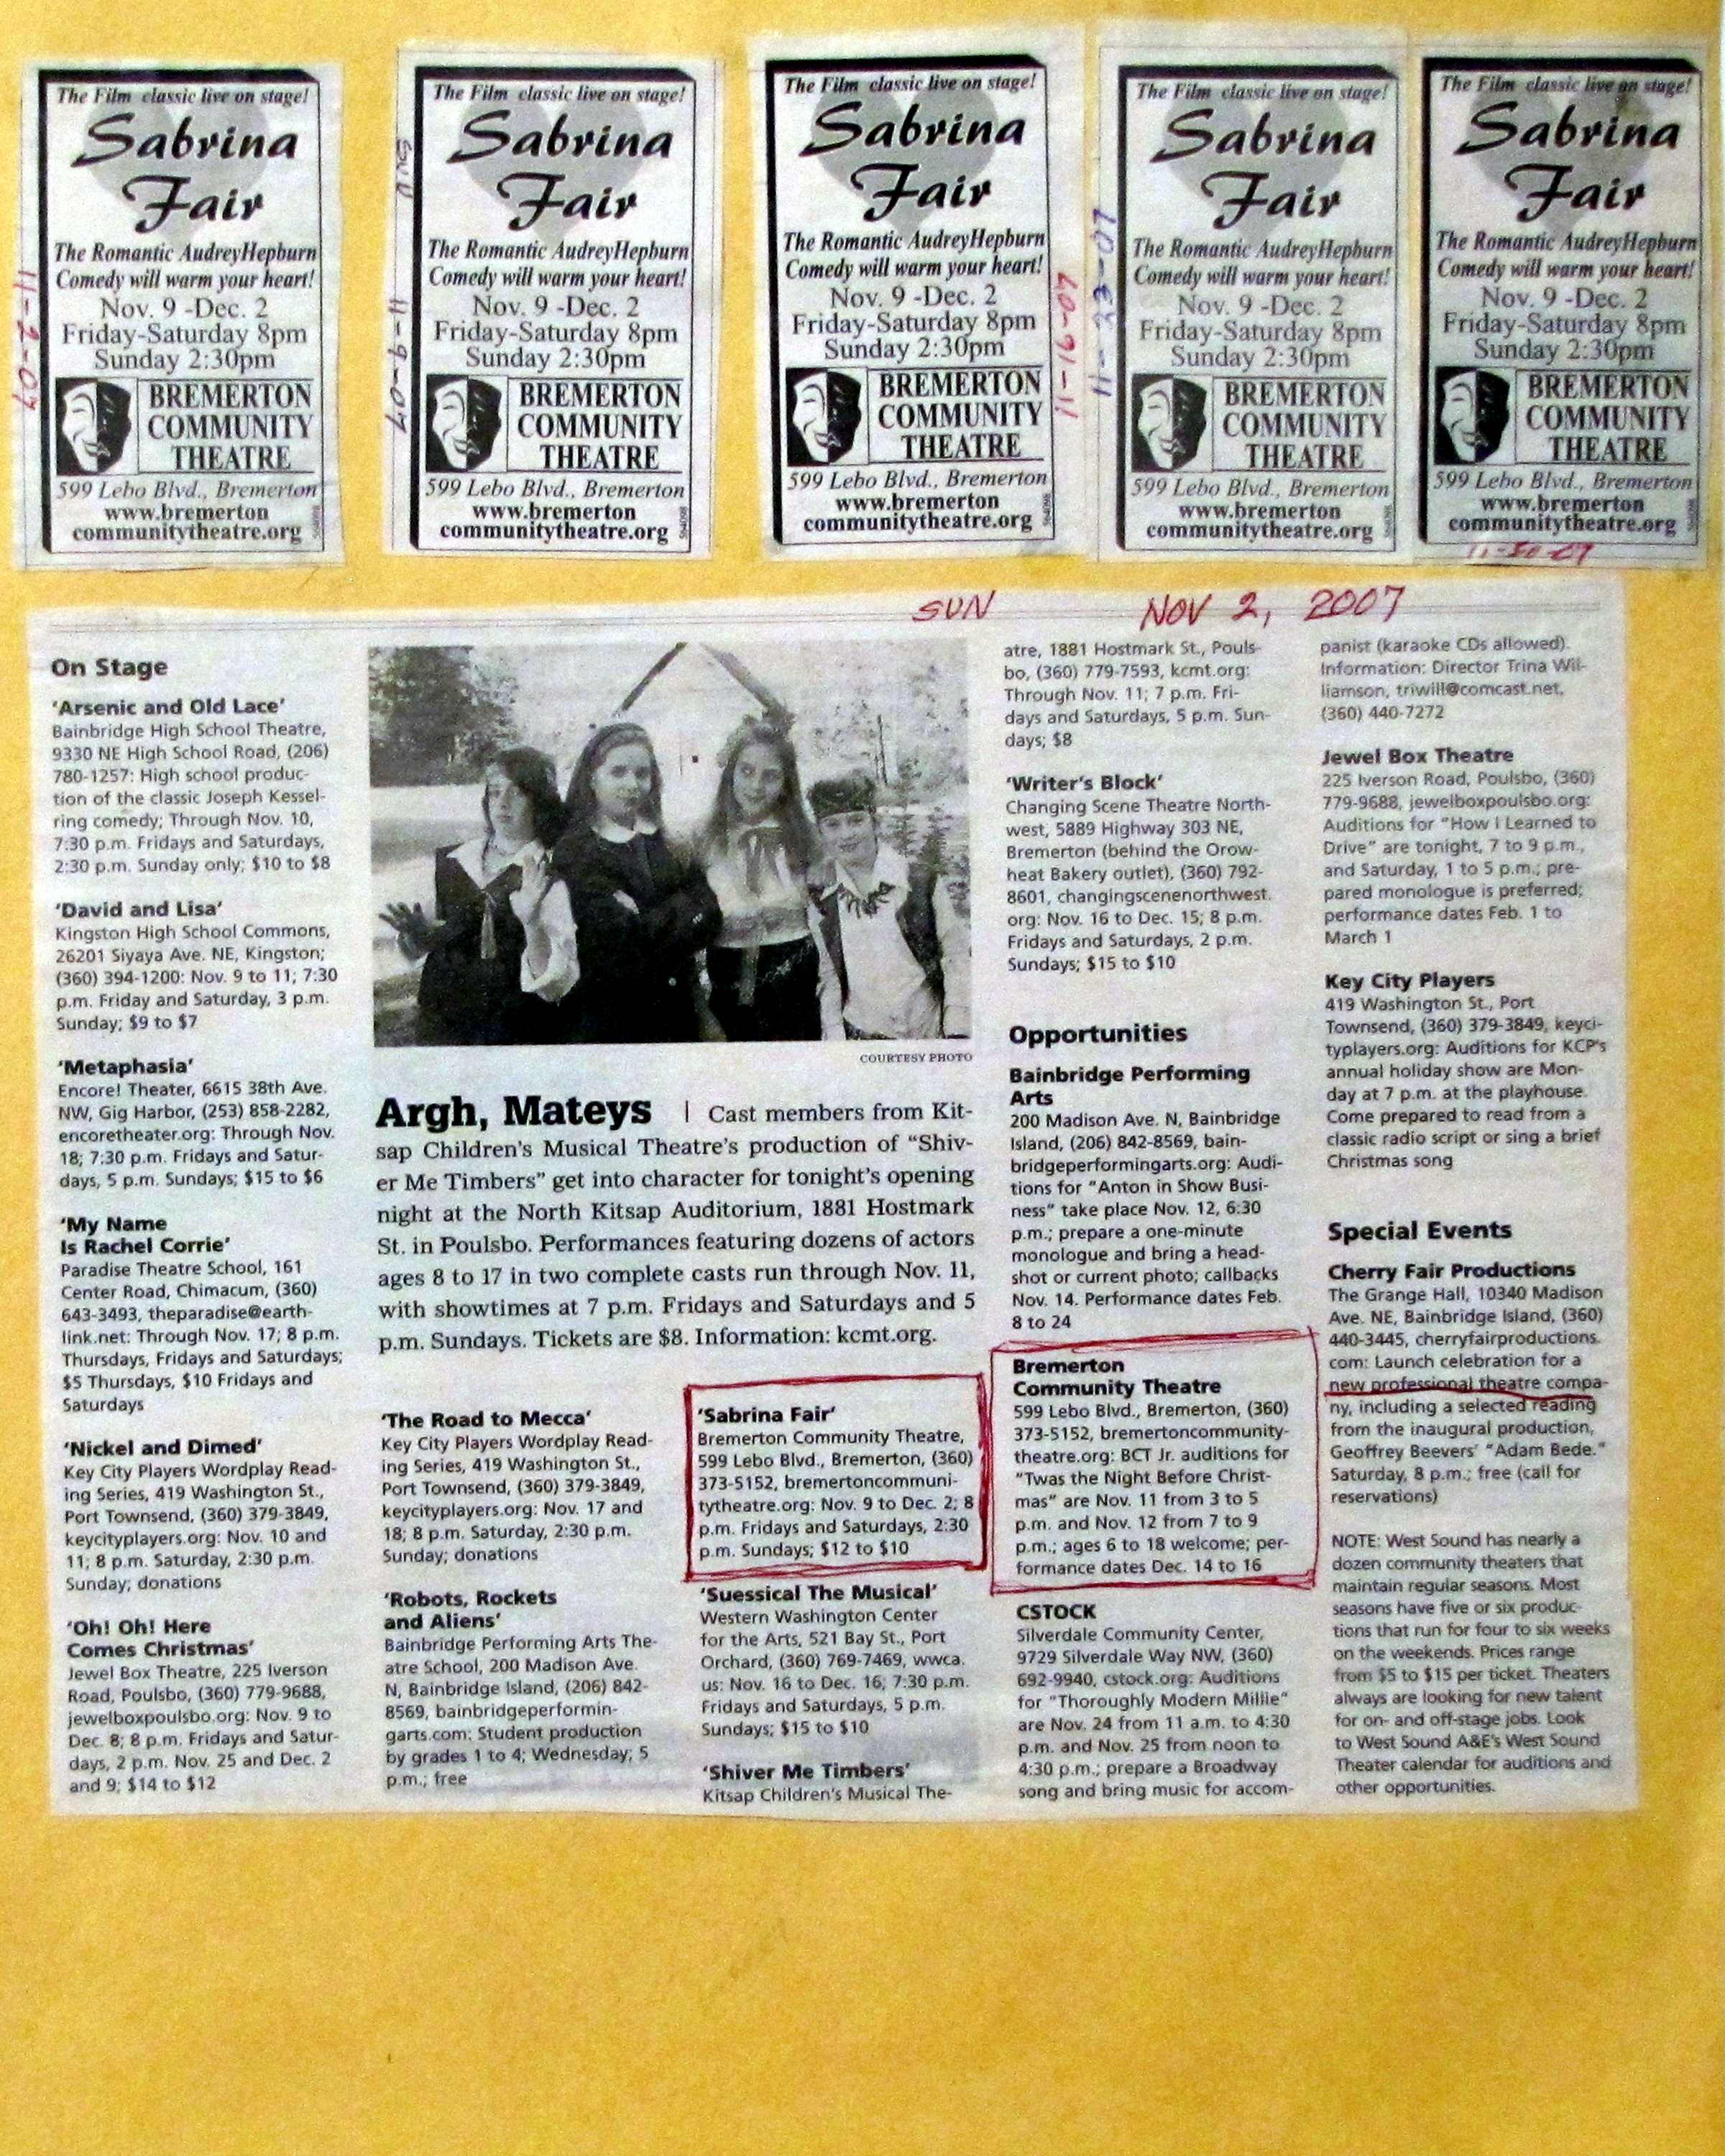 The Film classic live on stage!
Sabrina
Fair
The Romantic AudreyHepburn
Comedy will warm your heart!
Nov. 9 -Dec. 2
Friday-Saturday 8pm
Sunday 2:30pm
BREMERTON
COMMUNITY
THEATRE
599 Lebo Blvd., Bremerton
www.bremerton
communitytheatre.org
11-2-07
The Film classic live on stage!
Sabrina
Fair
The Romantic AudreyHepburn
Comedy will warm your heart!
Nov. 9 -Dec. 2
Friday-Saturday 8pm
Sunday 2:30pm
BREMERTON
COMMUNITY
THEATRE
599 Lebo Blvd., Bremerton
www.bremerton
communitytheatre.org
SUN
11-9-07
The Film classic live on stage!
Sabrina
Fair
The Romantic AudreyHepburn
Comedy will warm your heart!
Nov. 9 -Dec. 2
Friday-Saturday 8pm
Sunday 2:30pm
BREMERTON
COMMUNITY
THEATRE
599 Lebo Blvd., Bremerton
www.bremerton
communitytheatre.org
11-16-07
The Film classic live on stage!
Sabrina
Fair
The Romantic AudreyHepburn
Comedy will warm your heart!
Nov. 9 -Dec. 2
Friday-Saturday 8pm
Sunday 2:30pm
BREMERTON
COMMUNITY
THEATRE
599 Lebo Blvd., Bremerton
www.bremerton
communitytheatre.org
11-23-07
The Film classic live on stage!
Sabrina
Fair
The Romantic AudreyHepburn
Comedy will warm your heart!
Nov. 9 -Dec. 2
Friday-Saturday 8pm
Sunday 2:30pm
BREMERTON
COMMUNITY
THEATRE
599 Lebo Blvd., Bremerton
www.bremerton
communitytheatre.org
11-30-07
SUN NOV 2, 2007
On Stage
'Arsenic and Old Lace'
Bainbridge High School Theatre,
9330 NE High School Road, (206)
780-1257: High school produc-
tion of the classic Joseph Kessel-
ring comedy; Through Nov. 10,
7:30 p.m. Fridays and Saturdays,
2:30 p.m. Sunday only; $10 to $8
'David and Lisa'
Kingston High School Commons,
26201 Siyaya Ave. NE, Kingston;
(360) 394-1200: Nov. 9 to 11; 7:30
p.m. Friday and Saturday, 3 p.m.
Sunday; $9 to $7
'Metaphasia'
Encore! Theater, 6615 38th Ave.
NW, Gig Harbor, (253) 858-2282,
encoretheater.org: Through Nov.
18; 7:30 p.m. Fridays and Satur-
days, 5 p.m. Sundays; $15 to $6
'My Name
Is Rachel Corrie'
Paradise Theatre School, 161
Center Road, Chimacum, (360)
643-3493, theparadise@earth-
link.net: Through Nov. 17; 8 p.m.
Thursdays, Fridays and Saturdays;
$5 Thursdays, $10 Fridays and
Saturdays
'Nickel and Dimed'
Key City Players Wordplay Read-
ing Series, 419 Washington St.,
Port Townsend, (360) 379-3849,
keycityplayers.org: Nov. 10 and
11; 8 p.m. Saturday, 2:30 p.m.
Sunday; donations
'Oh! Oh! Here
Comes Christmas'
Jewel Box Theatre, 225 Iverson
Road, Poulsbo, (360) 779-9688,
jewelboxpoulsbo.org: Nov. 9 to
Dec. 8; 8 p.m. Fridays and Satur-
days, 2 p.m. Nov. 25 and Dec. 2
and 9; $14 to $12
COURTESY PHOTO
Argh, Mateys | Cast members from Kit-
sap Children's Musical Theatre's production of "Shiv-
er Me Timbers" get into character for tonight's opening
night at the North Kitsap Auditorium, 1881 Hostmark
St. in Poulsbo. Performances featuring dozens of actors
ages 8 to 17 in two complete casts run through Nov. 11,
with showtimes at 7 p.m. Fridays and Saturdays and 5
p.m. Sundays. Tickets are $8. Information: kcmt.org.
'The Road to Mecca'
Key City Players Wordplay Read-
ing Series, 419 Washington St.,
Port Townsend, (360) 379-3849,
keycityplayers.org: Nov. 17 and
18; 8 p.m. Saturday, 2:30 p.m.
Sunday; donations
'Robots, Rockets
and Aliens'
Bainbridge Performing Arts The-
atre School, 200 Madison Ave.
N, Bainbridge Island, (206) 842-
8569, bainbridgeperformin-
garts.com: Student production
by grades 1 to 4; Wednesday; 5
p.m.; free
'Sabrina Fair'
Bremerton Community Theatre,
599 Lebo Blvd., Bremerton, (360)
373-5152, bremertoncommuni-
tytheatre.org: Nov. 9 to Dec. 2; 8
p.m. Fridays and Saturdays, 2:30
p.m. Sundays; $12 to $10
'Suessical The Musical'
Western Washington Center
for the Arts, 521 Bay St., Port
Orchard, (360) 769-7469, wwca.
us: Nov. 16 to Dec. 16; 7:30 p.m.
Fridays and Saturdays, 5 p.m.
Sundays; $15 to $10
'Shiver Me Timbers'
Kitsap Children's Musical The-
atre, 1881 Hostmark St., Pouls-
bo, (360) 779-7593, kcmt.org:
Through Nov. 11; 7 p.m. Fri-
days and Saturdays, 5 p.m. Sun-
days; $8
'Writer's Block'
Changing Scene Theatre North-
west, 5889 Highway 303 NE,
Bremerton (behind the Orow-
heat Bakery outlet), (360) 792-
8601, changingscenenorthwest.
org: Nov. 16 to Dec. 15; 8 p.m.
Fridays and Saturdays, 2 p.m.
Sundays; $15 to $10
Opportunities
Bainbridge Performing
Arts
200 Madison Ave. N, Bainbridge
Island, (206) 842-8569, bain-
bridgeperformingarts.org: Audi-
tions for "Anton in Show Busi-
ness" take place Nov. 12, 6:30
p.m.; prepare a one-minute
monologue and bring a head-
shot or current photo; callbacks
Nov. 14. Performance dates Feb.
8 to 24
Bremerton
Community Theatre
599 Lebo Blvd., Bremerton, (360)
373-5152, bremertoncommunity-
theatre.org: BCT Jr. auditions for
"Twas the Night Before Christ-
mas" are Nov. 11 from 3 to 5
p.m. and Nov. 12 from 7 to 9
p.m.; ages 6 to 18 welcome; per-
formance dates Dec. 14 to 16
CSTOCK
Silverdale Community Center,
9729 Silverdale Way NW, (360)
692-9940, cstock.org: Auditions
for "Thoroughly Modern Millie"
are Nov. 24 from 11 a.m. to 4:30
p.m. and Nov. 25 from noon to
4:30 p.m.; prepare a Broadway
song and bring music for accom-
panist (karaoke CDs allowed).
Information: Director Trina Wil-
liamson, triwill@comcast.net,
(360) 440-7272
Jewel Box Theatre
225 Iverson Road, Poulsbo, (360)
779-9688, jewelboxpoulsbo.org:
Auditions for "How I Learned to
Drive" are tonight, 7 to 9 p.m.,
and Saturday, 1 to 5 p.m.; pre-
pared monologue is preferred;
performance dates Feb. 1 to
March 1
Key City Players
419 Washington St., Port
Townsend, (360) 379-3849, keyci-
typlayers.org: Auditions for KCP's
annual holiday show are Mon-
day at 7 p.m. at the playhouse.
Come prepared to read from a
classic radio script or sing a brief
Christmas song
Special Events
Cherry Fair Productions
The Grange Hall, 10340 Madison
Ave. NE, Bainbridge Island, (360)
440-3445, cherryfairproductions.
com: Launch celebration for a
new professional theatre compa-
ny, including a selected reading
from the inaugural production,
Geoffrey Beevers' "Adam Bede."
Saturday, 8 p.m.; free (call for
reservations)
NOTE: West Sound has nearly a
dozen community theaters that
maintain regular seasons. Most
seasons have five or six produc-
tions that run for four to six weeks
on the weekends. Prices range
from $5 to $15 per ticket. Theaters
always are looking for new talent
for on- and off-stage jobs. Look
to West Sound A&E's West Sound
Theater calendar for auditions and
other opportunities.